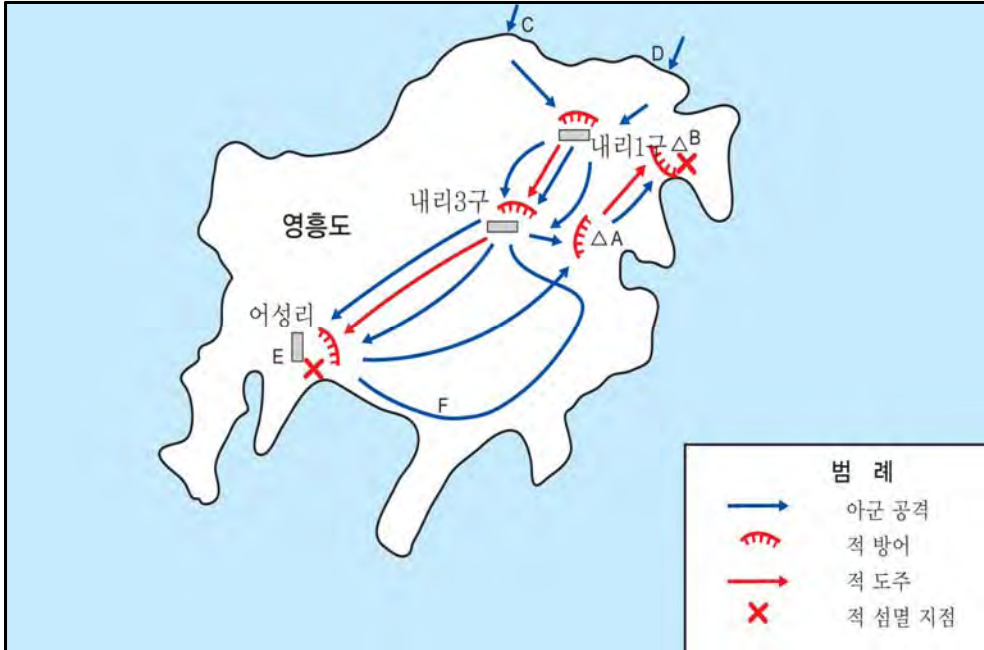 C
D
내리1구
△B
내리3구
영흥도
△A
어성리
E
F
범 례
아군 공격
적 방어
적 도주
적 섬멸 지점